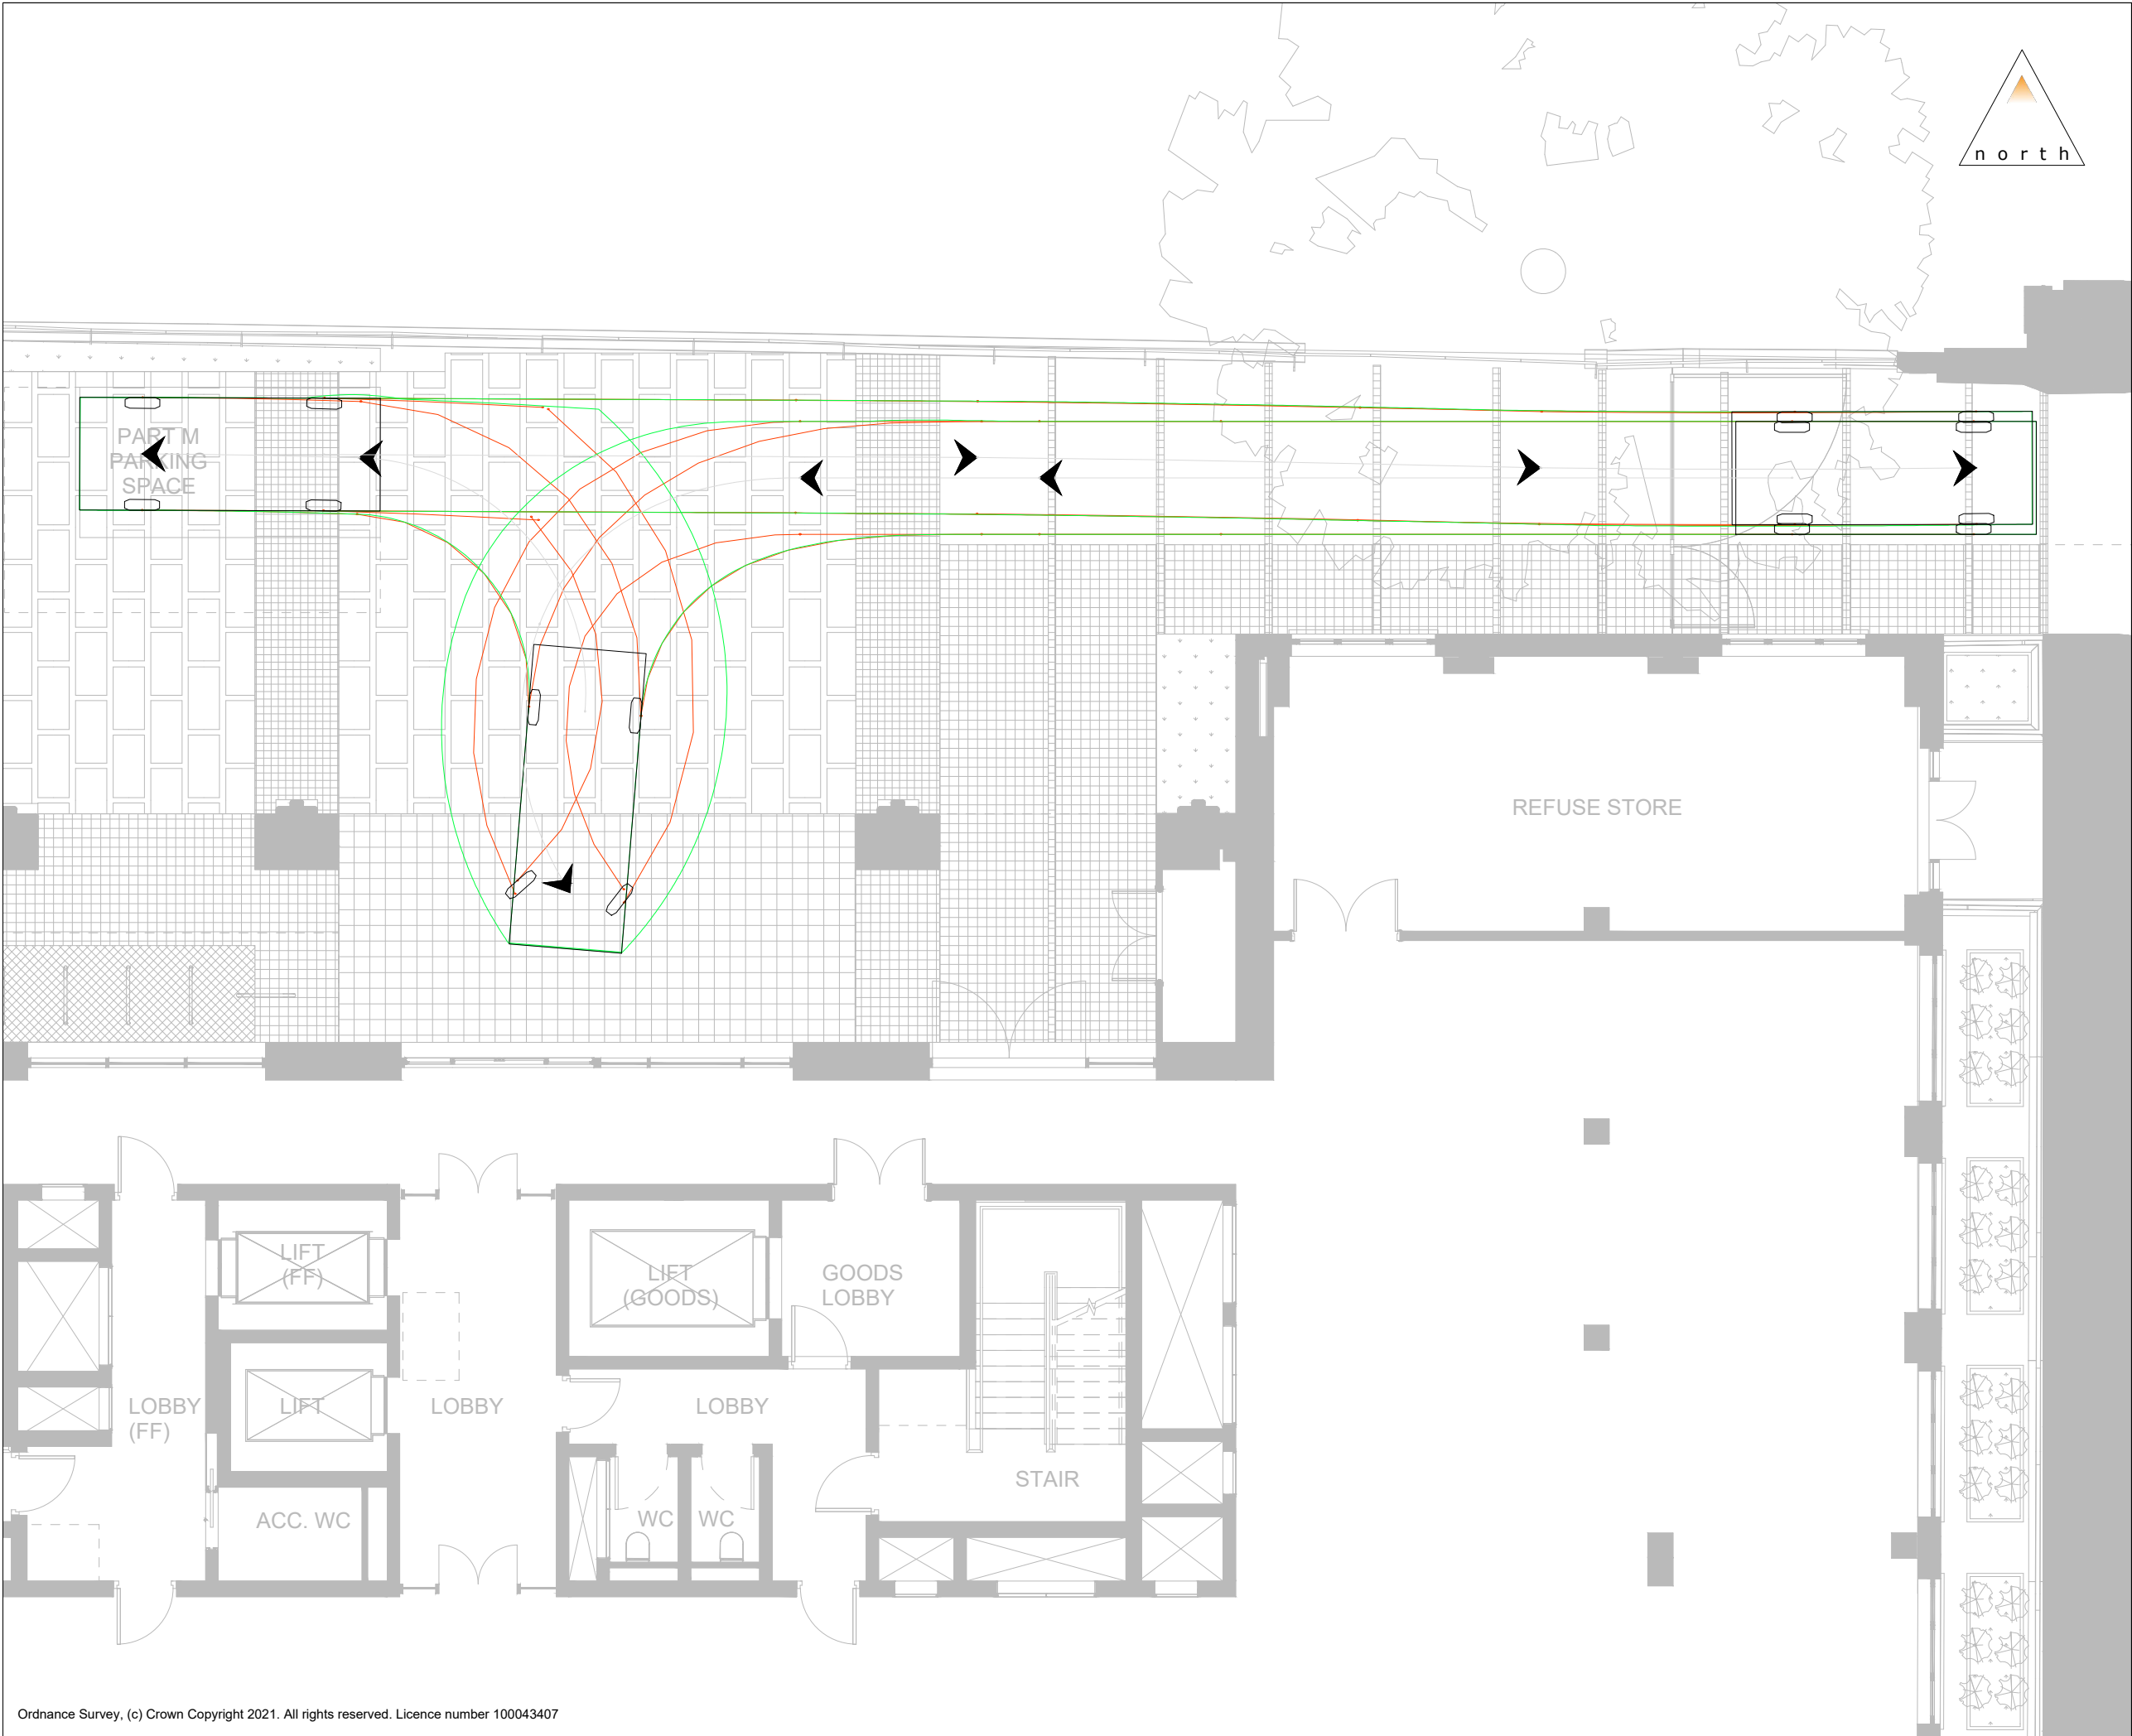 north
PART M
PARKING
SPACE
REFUSE STORE
LIFT
(FF)
LIFT
(GOODS)
GOODS
LOBBY
LOBBY
(FF)
LIFT
LOBBY
LOBBY
STAIR
ACC. WC
WC
WC
Ordnance Survey, (c) Crown Copyright 2021. All rights reserved. Licence number 100043407